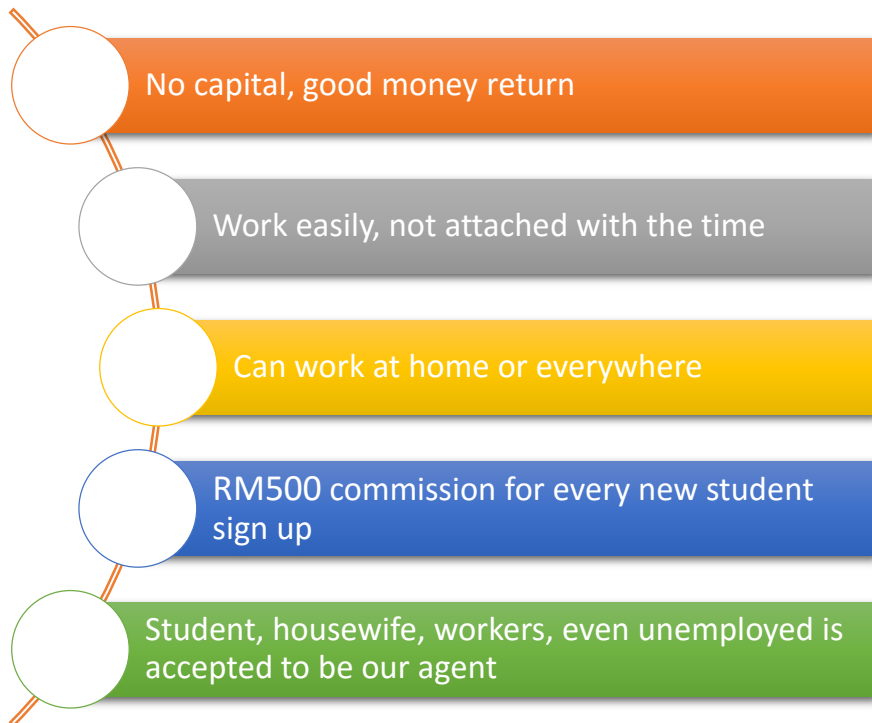 No capital, good money return
Work easily, not attached with the time
Can work at home or everywhere
RM500 commission for every new student
sign up
Student, housewife, workers, even unemployed is
accepted to be our agent